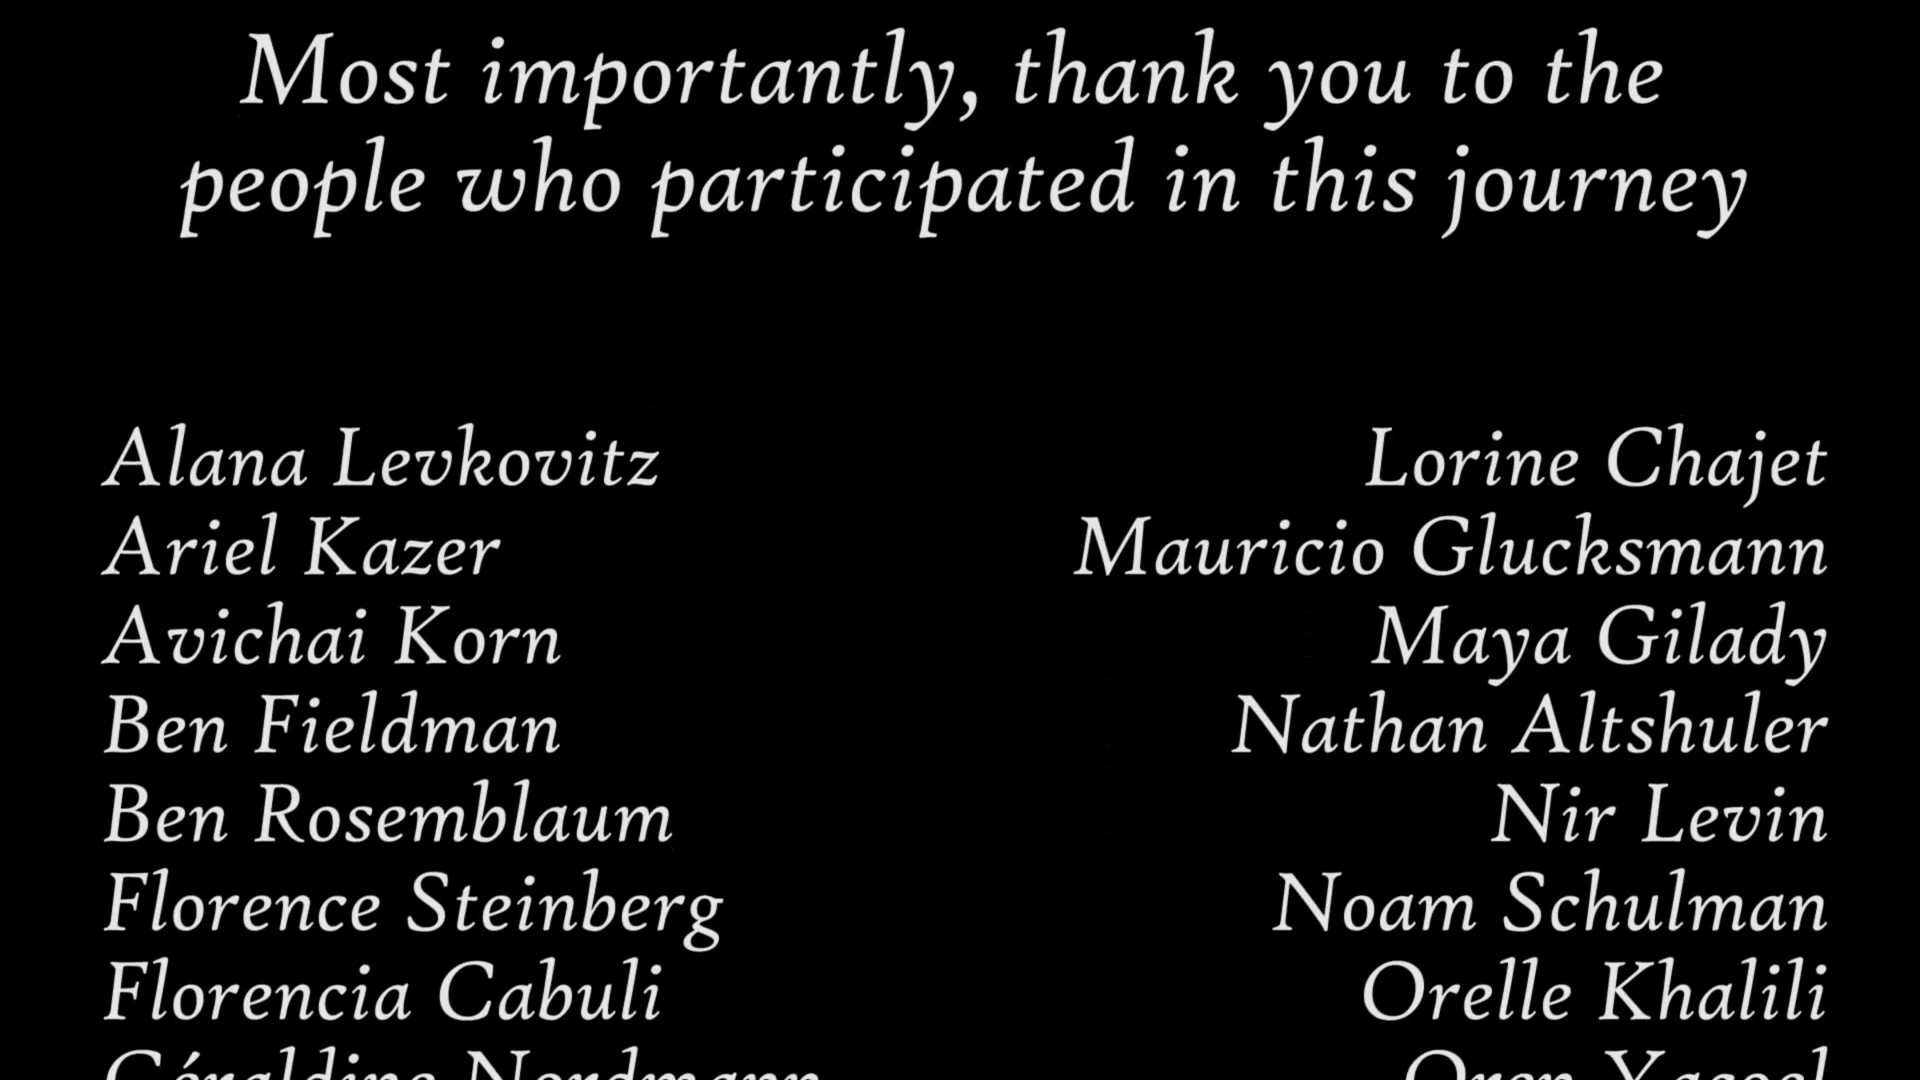 Most importantly, thank you to the
people who participated in this journey
Alana Levkovitz
Ariel Kazer
Avichai Korn
Ben Fieldman
Ben Rosemblaum
Florence Steinberg
Florencia Cabuli
Géraldine Nordmann
Lorine Chajet
Mauricio Glucksmann
Maya Gilady
Nathan Altshuler
Nir Levin
Noam Schulman
Orelle Khalili
Oren